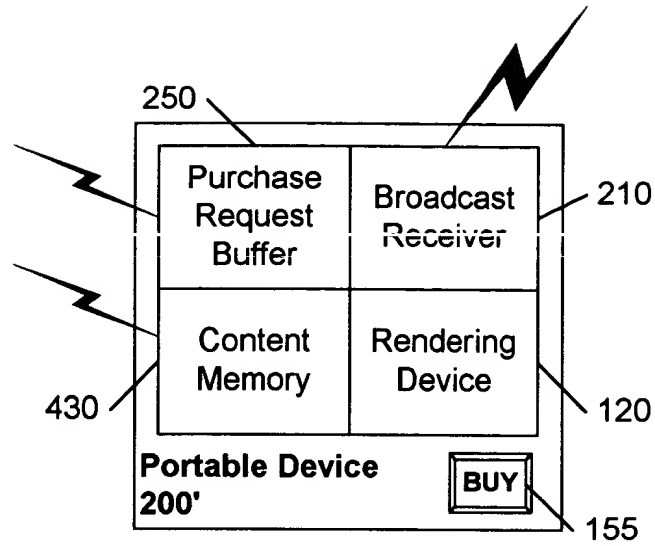 250
Purchase
Request
Buffer
Broadcast
Receiver
210
Content
Memory
Rendering
Device
430
120
Portable Device
200'
BUY
155